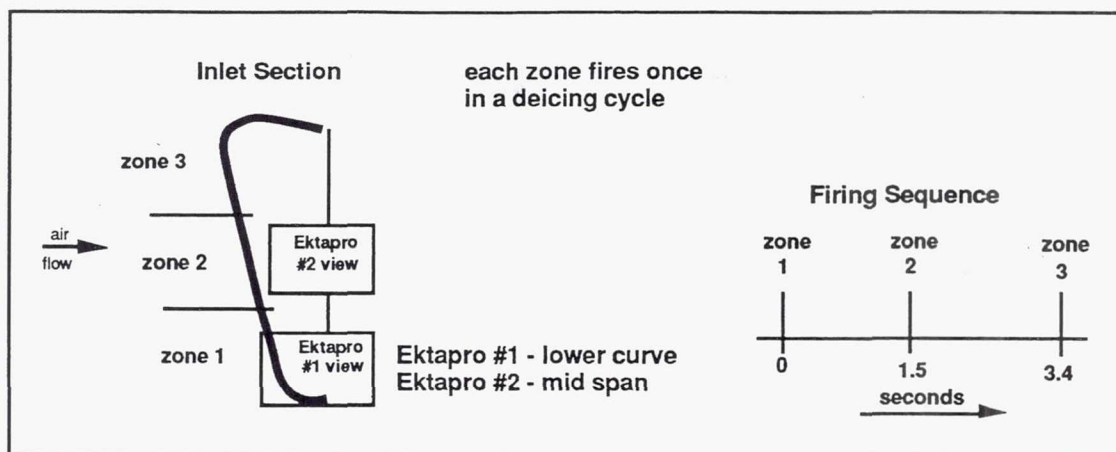 Inlet Section
each zone fires once
in a deicing cycle
zone 3
air
flow
zone 2
zone 1
Ektapro
#2 view
Ektapro
#1 view
Ektapro #1 - lower curve
Ektapro #2 - mid span
Firing Sequence
zone
1
zone
2
zone
3
0
1.5
3.4
seconds